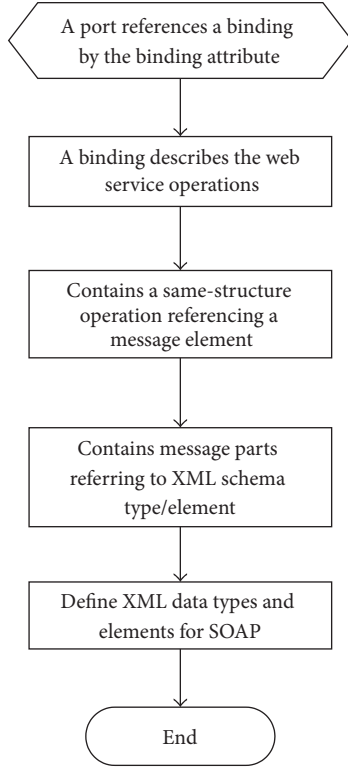 A port references a binding
by the binding attribute
A binding describes the web
service operations
Contains a same-structure
operation referencing a
message element
Contains message parts
referring to XML schema
type/element
Define XML data types and
elements for SOAP
End